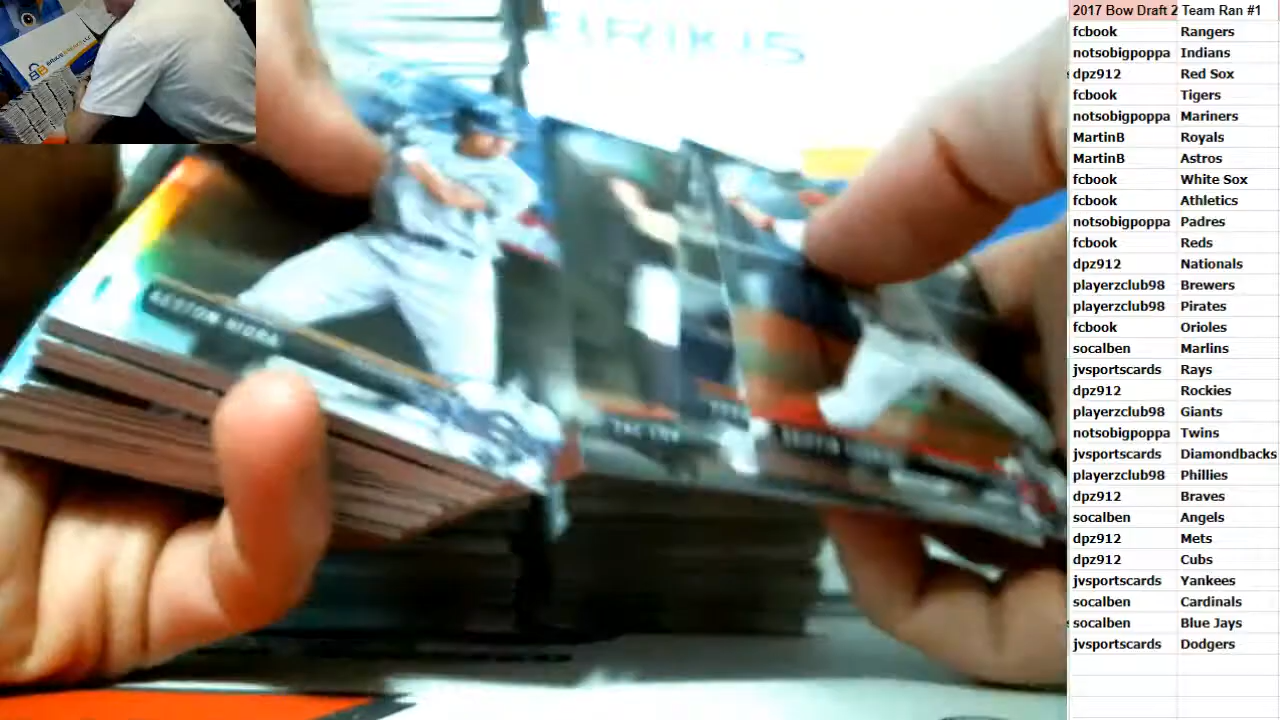 BRIKIS
KESTON HIURA
2017 Bow Draft 2 Team Ran #1
fcbook Rangers
notsobigpoppa Indians
dpz912 Red Sox
fcbook Tigers
notsobigpoppa Mariners
MartinB Royals
MartinB Astros
fcbook White Sox
fcbook Athletics
notsobigpoppa Padres
fcbook Reds
dpz912 Nationals
playerzclub98 Brewers
playerzclub98 Pirates
fcbook Orioles
socalben Marlins
jvsportscards Rays
dpz912 Rockies
playerzclub98 Giants
notsobigpoppa Twins
jvsportscards Diamondbacks
playerzclub98 Phillies
dpz912 Braves
socalben Angels
dpz912 Mets
dpz912 Cubs
jvsportscards Yankees
socalben Cardinals
socalben Blue Jays
jvsportscards Dodgers